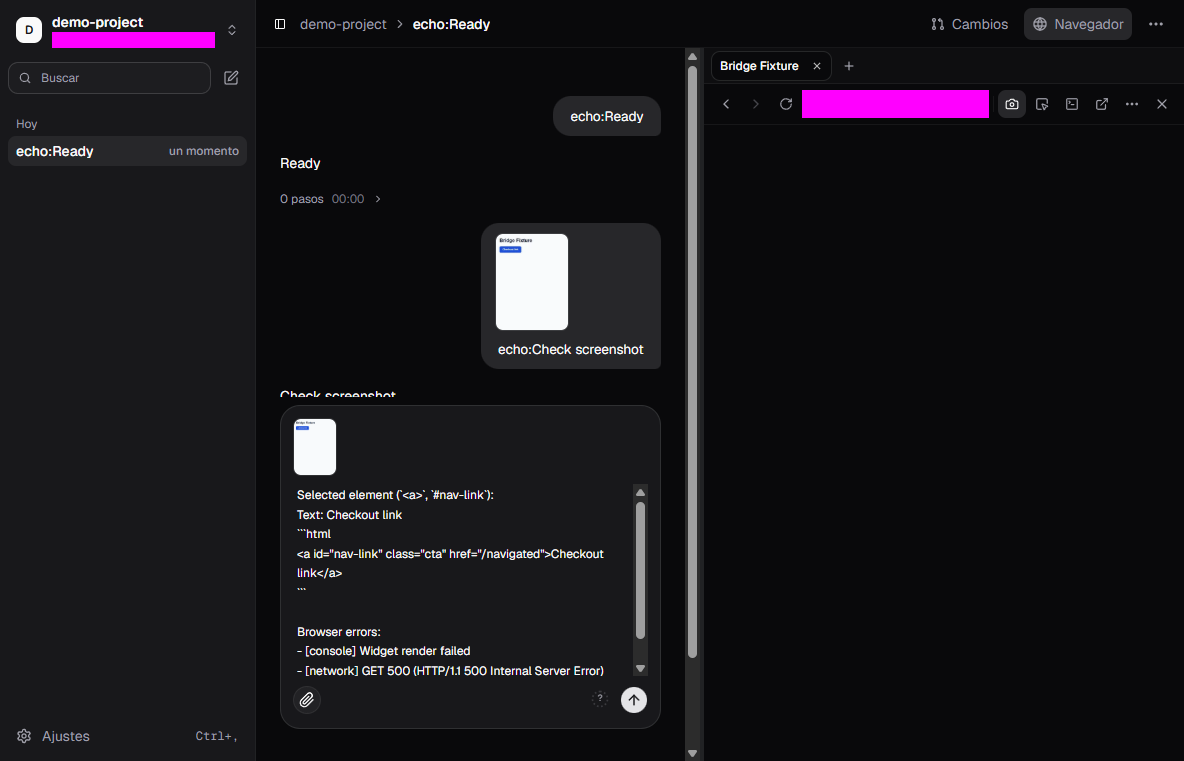 D
demo-project
Buscar
Hoy
echo:Ready
un momento
Ajustes
Ctrl+,
demo-project
echo:Ready
Cambios
Navegador
echo:Ready
Ready
0 pasos 00:00
Bridge Fixture
echo:Check screenshot
Check screenshot
Bridge Fixture
Selected element (`<a>`, `#nav-link`):
Text: Checkout link
```html
<a id="nav-link" class="cta" href="/navigated">Checkout
link</a>
```
Browser errors:
- [console] Widget render failed
- [network] GET 500 (HTTP/1.1 500 Internal Server Error)
?
Bridge Fixture